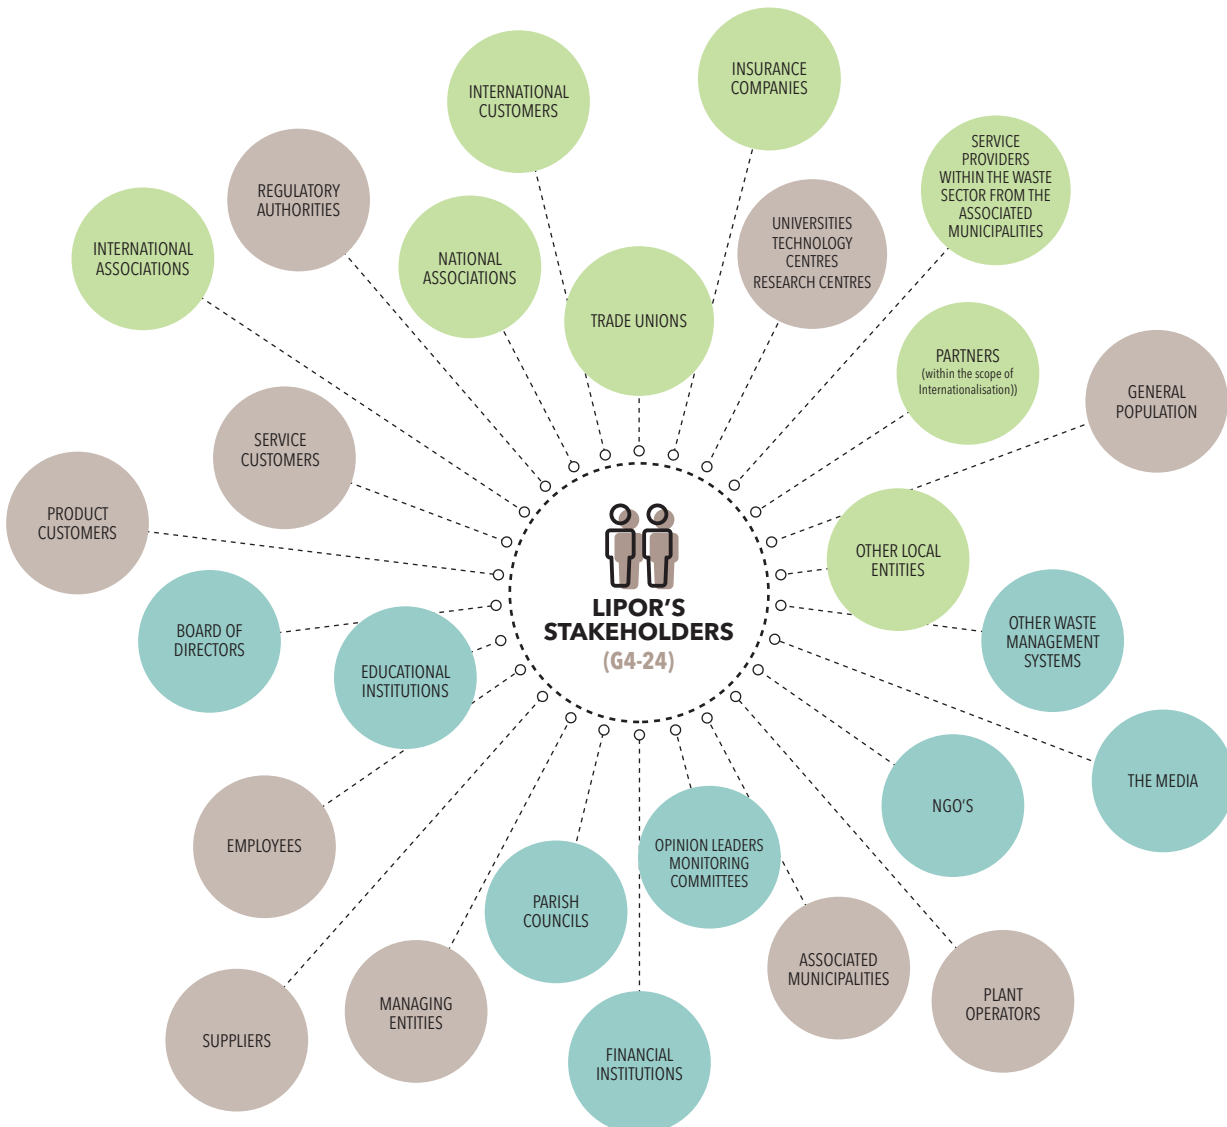 INTERNATIONAL
CUSTOMERS
INSURANCE
COMPANIES
SERVICE
PROVIDERS
WITHIN THE WASTE
SECTOR FROM THE
ASSOCIATED
MUNICIPALITIES
REGULATORY
AUTHORITIES
INTERNATIONAL
ASSOCIATIONS
NATIONAL
ASSOCIATIONS
UNIVERSITIES
TECHNOLOGY
CENTRES
RESEARCH CENTRES
TRADE UNIONS
PARTNERS
(within the scope of
Internationalisation))
GENERAL
POPULATION
SERVICE
CUSTOMERS
PRODUCT
CUSTOMERS
OTHER LOCAL
ENTITIES
LIPOR'S
STAKEHOLDERS
(G4-24)
BOARD OF
DIRECTORS
EDUCATIONAL
INSTITUTIONS
OTHER WASTE
MANAGEMENT
SYSTEMS
THE MEDIA
NGO'S
EMPLOYEES
OPINION LEADERS
MONITORING
COMMITTEES
PARISH
COUNCILS
ASSOCIATED
MUNICIPALITIES
PLANT
OPERATORS
MANAGING
ENTITIES
SUPPLIERS
FINANCIAL
INSTITUTIONS